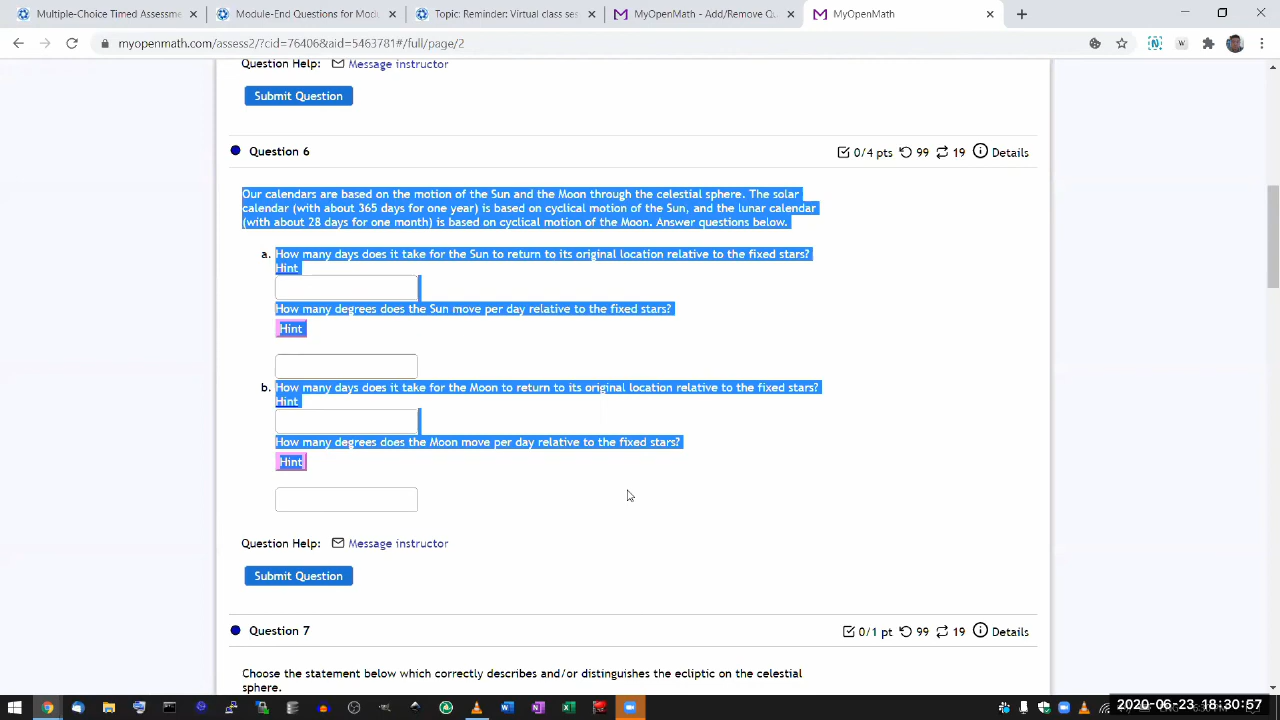 Multiple-Choice Timed Assessme
Module-End Questions for Modu
Topic: Reminder: Virtual class ses
MyOpenMath - Add/Remove Qu
MyOpenMath
myopenmath.com/assess2/?cid=76406&aid=5463781#/full/page/2
Question Help: Message instructor
Submit Question
Question 6
0/4 pts 99 19 Details
Our calendars are based on the motion of the Sun and the Moon through the celestial sphere. The solar
calendar (with about 365 days for one year) is based on cyclical motion of the Sun, and the lunar calendar
(with about 28 days for one month) is based on cyclical motion of the Moon. Answer questions below.
a. How many days does it take for the Sun to return to its original location relative to the fixed stars?
Hint
How many degrees does the Sun move per day relative to the fixed stars?
Hint
b. How many days does it take for the Moon to return to its original location relative to the fixed stars?
Hint
How many degrees does the Moon move per day relative to the fixed stars?
Hint
Question Help: Message instructor
Submit Question
Question 7
0/1 pt 99 19 Details
Choose the statement below which correctly describes and/or distinguishes the ecliptic on the celestial
sphere.
2020-06-23 18:30:57